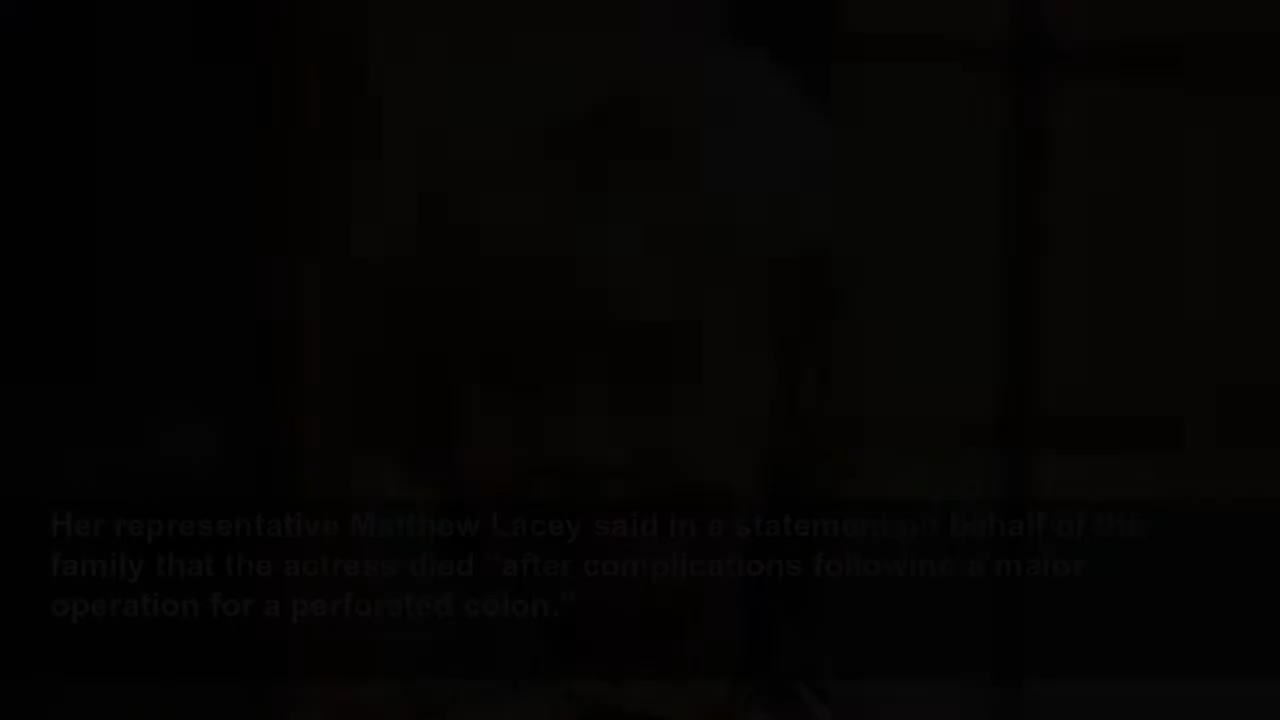 Her representative Matthew Lacey said in a statement on behalf of the
family that the actress died "after complications following a major
operation for a perforated colon."